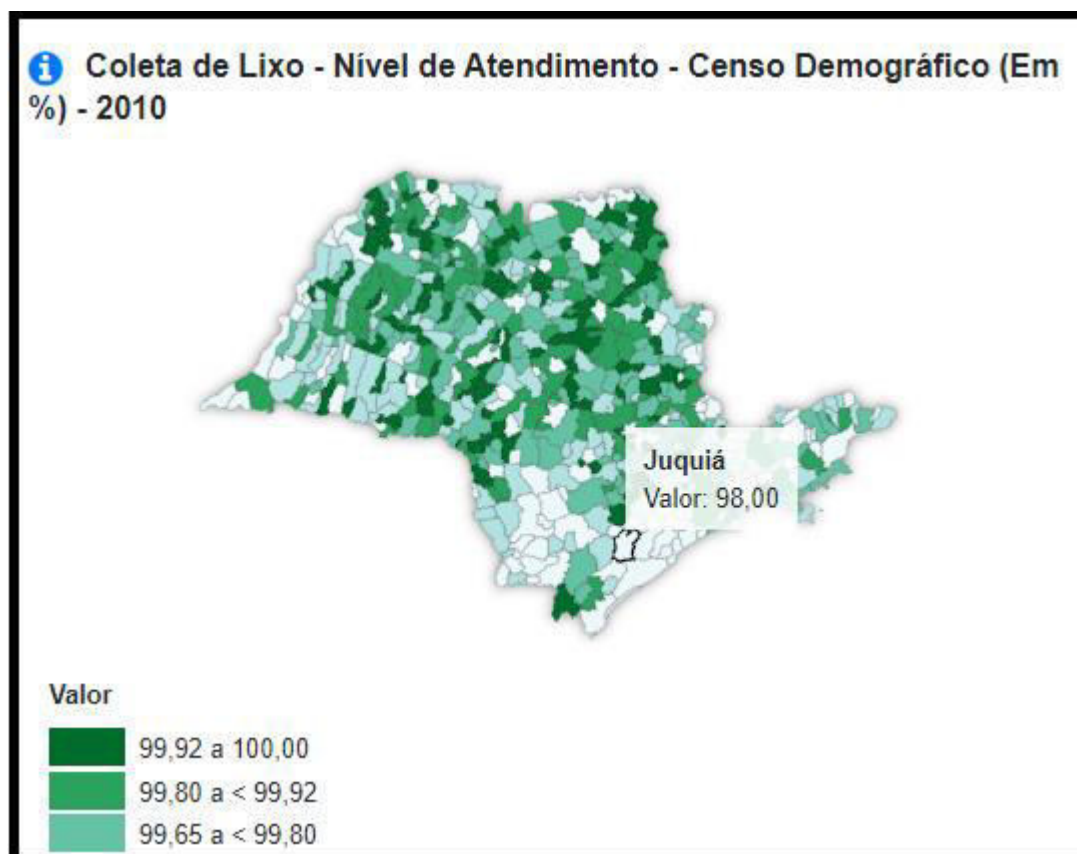 Coleta de Lixo - Nível de Atendimento - Censo Demográfico (Em
%) - 2010
Juquiá
Valor: 98,00
Valor
99,92 a 100,00
99,80 a < 99,92
99,65 a < 99,80